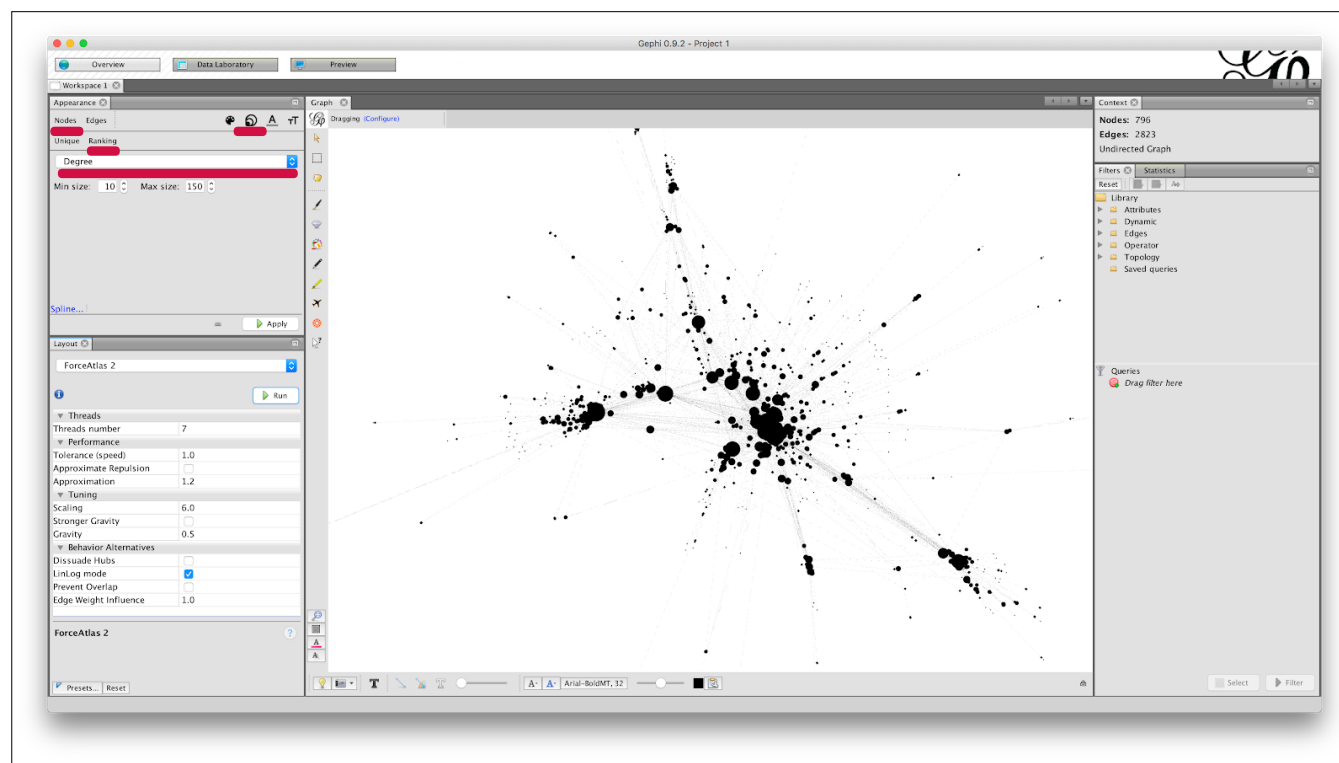 Gephi 0.9.2 - Project 1
Overview Data Laboratory Preview
Workspace 1
Appearance
Nodes Edges
Unique Ranking
Degree
Min size: 10 Max size: 150
Spline...
Apply
Layout
ForceAtlas 2
Run
Threads
Threads number 7
Performance
Tolerance (speed) 1.0
Approximate Repulsion
Approximation 1.2
Tuning
Scaling 6.0
Stronger Gravity
Gravity 0.5
Behavior Alternatives
Dissuade Hubs
LinLog mode
Prevent Overlap
Edge Weight Influence 1.0
ForceAtlas 2
Presets... Reset
Graph
Dragging (Configure)
Arial-BoldMT, 32
Context
Nodes: 796
Edges: 2823
Undirected Graph
Filters Statistics
Reset
Library
Attributes
Dynamic
Edges
Operator
Topology
Saved queries
Queries
Drag filter here
Select Filter